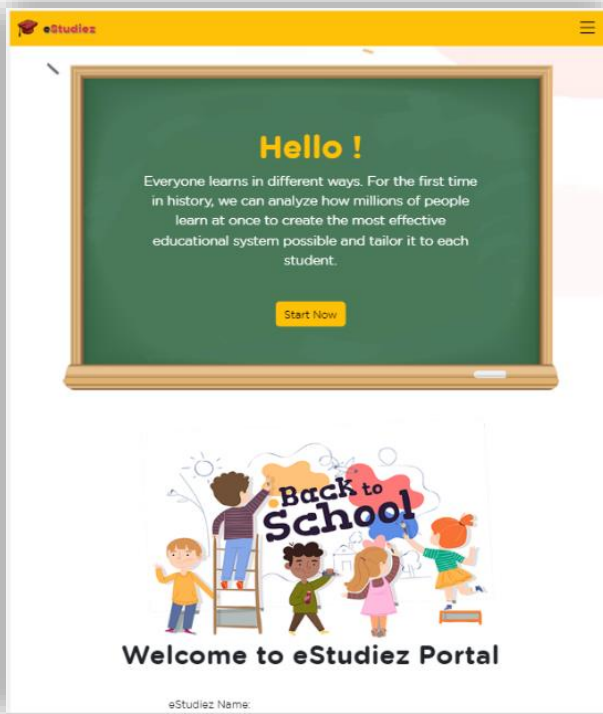 eStudiez
Hello !
Everyone learns in different ways. For the first time
in history, we can analyze how millions of people
learn at once to create the most effective
educational system possible and tailor it to each
student.
Start Now
Back to
School
Welcome to eStudiez Portal
eStudiez Name: